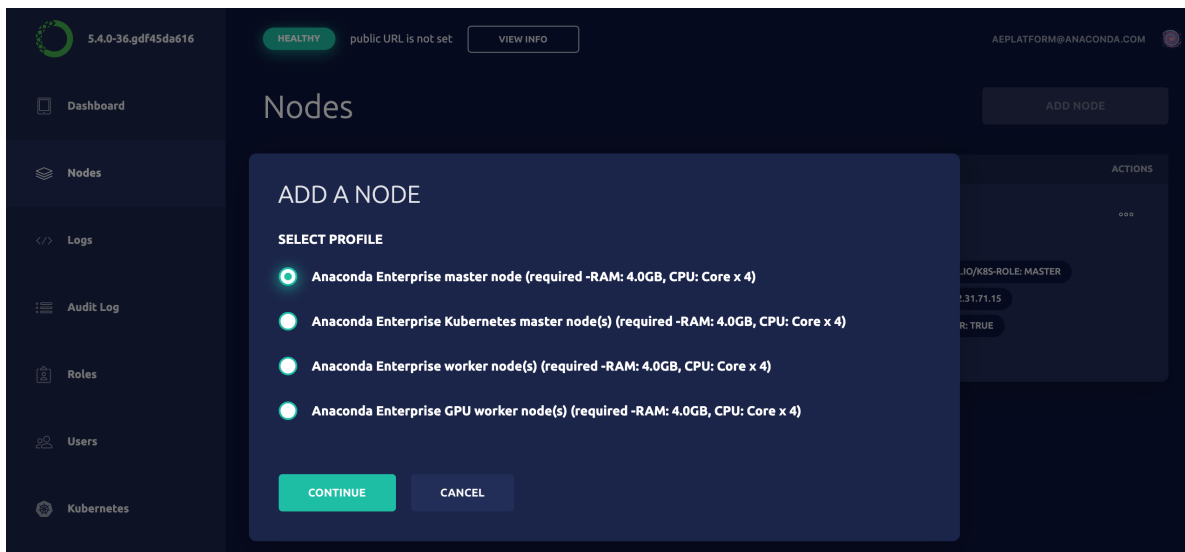 5.4.0-36.gdf45da616
HEALTHY public URL is not set VIEW INFO
AEPLATFORM@ANACONDA.COM
Dashboard
Nodes
Logs
Audit Log
Roles
Users
Kubernetes
Nodes
ADD NODE
ACTIONS
ADD A NODE
SELECT PROFILE
Anaconda Enterprise master node (required -RAM: 4.0GB, CPU: Core x 4)
Anaconda Enterprise Kubernetes master node(s) (required -RAM: 4.0GB, CPU: Core x 4)
Anaconda Enterprise worker node(s) (required -RAM: 4.0GB, CPU: Core x 4)
Anaconda Enterprise GPU worker node(s) (required -RAM: 4.0GB, CPU: Core x 4)
CONTINUE CANCEL
.IO/K8S-ROLE: MASTER
2.31.71.15
R: TRUE